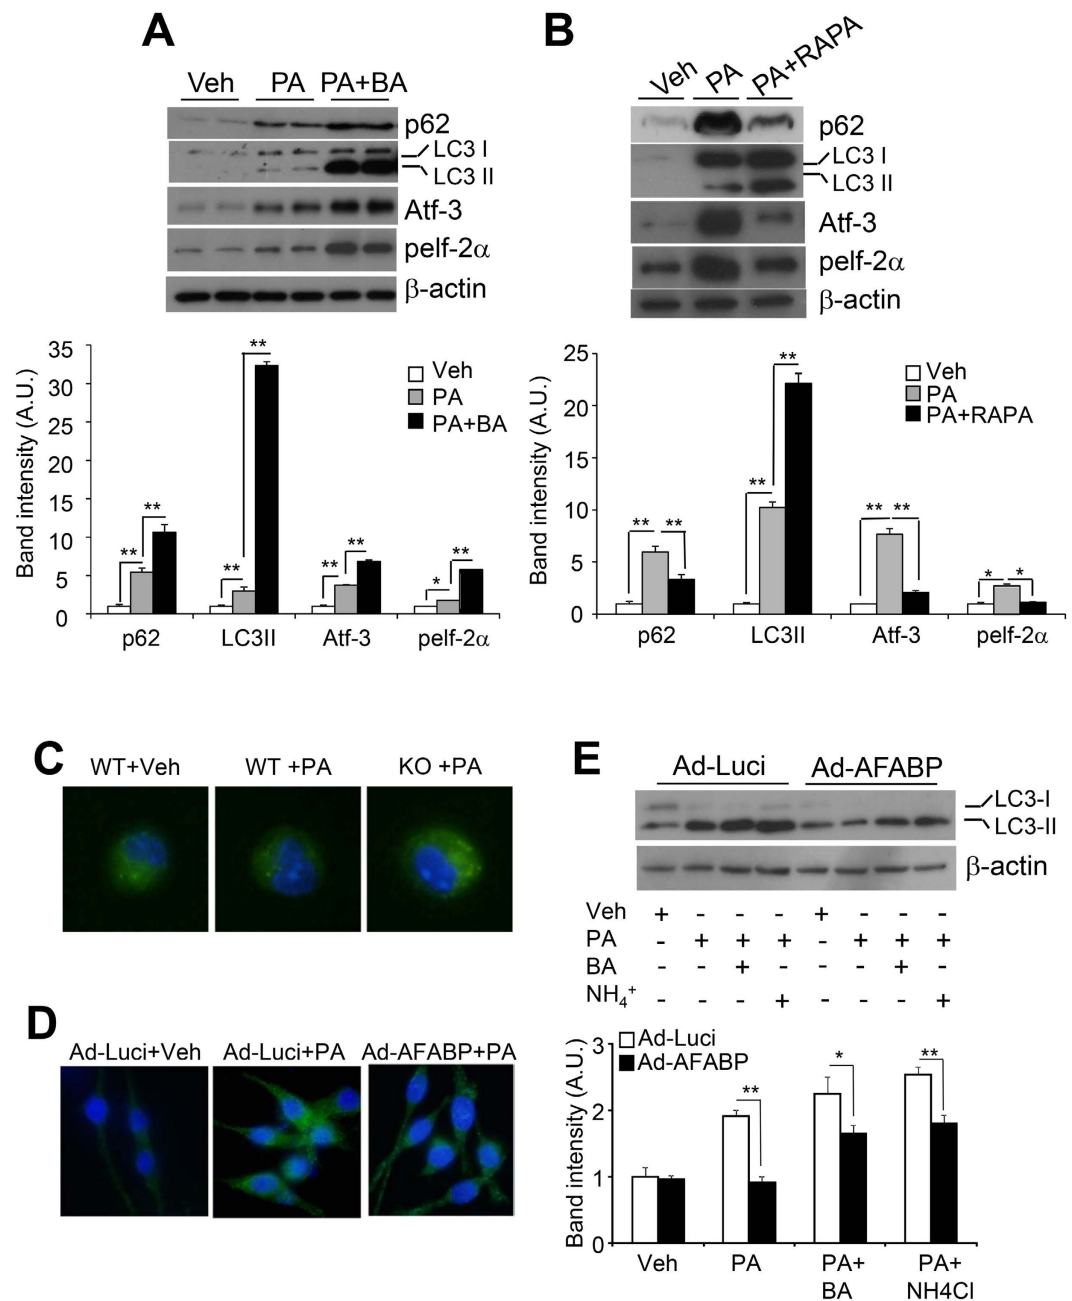 A
Veh PA PA+BA
p62
LC3 I
LC3 II
Atf-3
pelf-2α
β-actin
Band intensity (A.U.)
35
30
25
20
15
10
5
0
Veh
PA
PA+BA
** ** ** ** ** ** * **
p62 LC3II Atf-3 pelf-2α
B
Veh PA PA+RAPA
p62
LC3 I
LC3 II
Atf-3
pelf-2α
β-actin
Band intensity (A.U.)
25
20
15
10
5
0
Veh
PA
PA+RAPA
** ** ** ** ** ** * *
p62 LC3II Atf-3 pelf-2α
C
WT+Veh WT +PA KO +PA
D
Ad-Luci+Veh Ad-Luci+PA Ad-AFABP+PA
E
Ad-Luci Ad-AFABP
LC3-I
LC3-II
β-actin
Veh + - - - + - - -
PA - + + + - + + +
BA - - + - - - + -
NH₄⁺ - - - + - - - +
Band intensity (A.U.)
3
2
1
0
Ad-Luci
Ad-AFABP
** * **
Veh PA PA+ PA+
BA NH4Cl